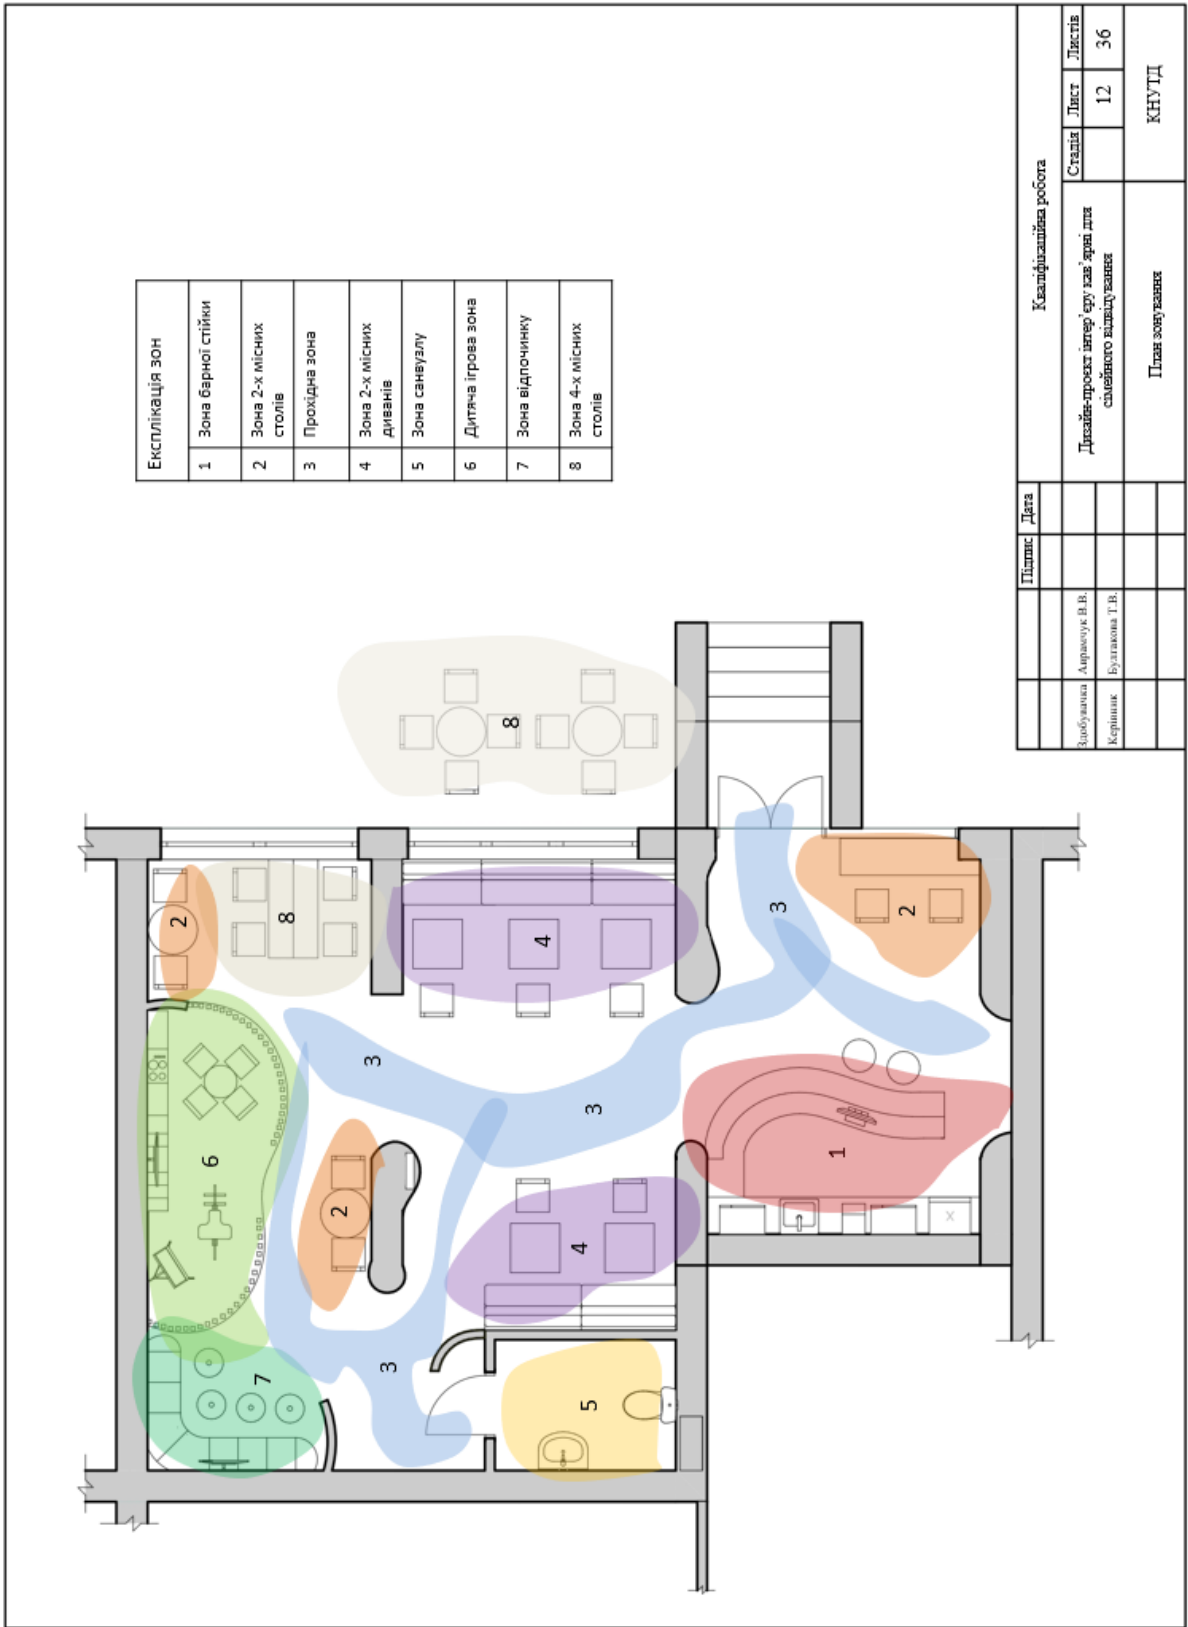 Експлікація зон
1 Зона барної стійки
2 Зона 2-х місних
столів
3 Прохідна зона
4 Зона 2-х місних
диванів
5 Зона санвузлу
6 Дитяча ігрова зона
7 Зона відпочинку
8 Зона 4-х місних
столів
7
6
2
8
2
3
3
3
4
4
8
5
3
2
1
Підпис Дата
Кваліфікаційна робота
Здобувачка
Дизайн-проєкт інтер’єру кав’ярні для
сімейного відвідування
Стадія Лист Листів
12 36
Керівник Булгакова Т.В.
План зонування
КНУТД